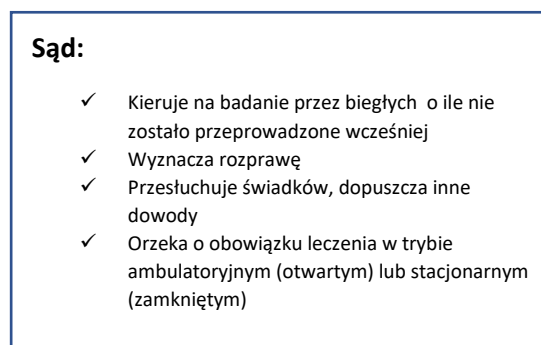 Sąd:
✓ Kieruje na badanie przez biegłych o ile nie
zostało przeprowadzone wcześniej
✓ Wyznacza rozprawę
✓ Przesłuchuje świadków, dopuszcza inne
dowody
✓ Orzeka o obowiązku leczenia w trybie
ambulatoryjnym (otwartym) lub stacjonarnym
(zamkniętym)